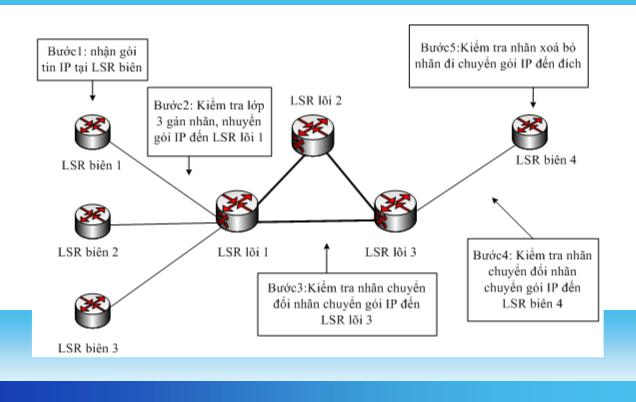 Bước1: nhận gói
tin IP tại LSR biên
Bước2: Kiểm tra lớp
3 gán nhãn, nhuyển
gói IP đến LSR lõi 1
LSR lõi 2
Bước5:Kiểm tra nhãn xoá bỏ
nhãn di chuyển gói IP đến đích
LSR biên 1
LSR biên 4
LSR biên 2
LSR lõi 1
LSR lõi 3
Bước3:Kiểm tra nhãn chuyển
đổi nhãn chuyển gói IP đến
LSR lõi 3
Bước4: Kiểm tra nhãn
chuyển đổi nhãn
chuyển gói IP đến
LSR biên 4
LSR biên 3